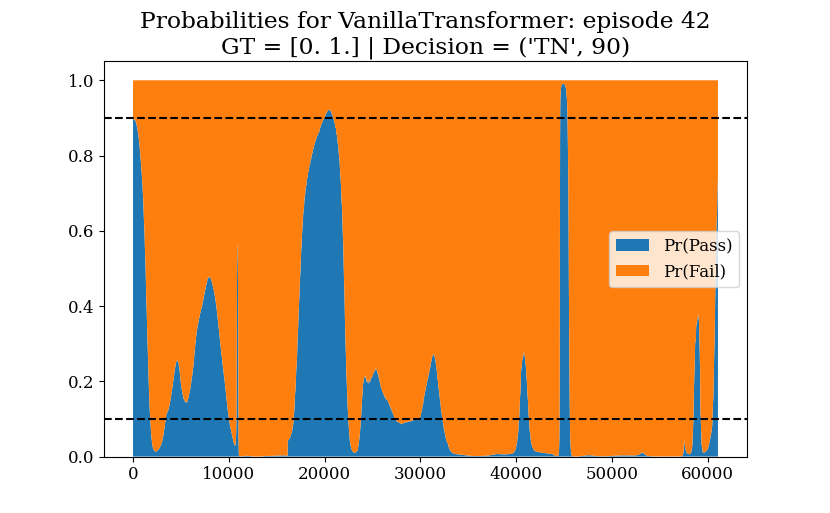 Probabilities for VanillaTransformer: episode 42
GT = [0. 1.] | Decision = ('TN', 90)
1.0
0.8
0.6
0.4
0.2
0.0
Pr(Pass)
Pr(Fail)
0 10000 20000 30000 40000 50000 60000